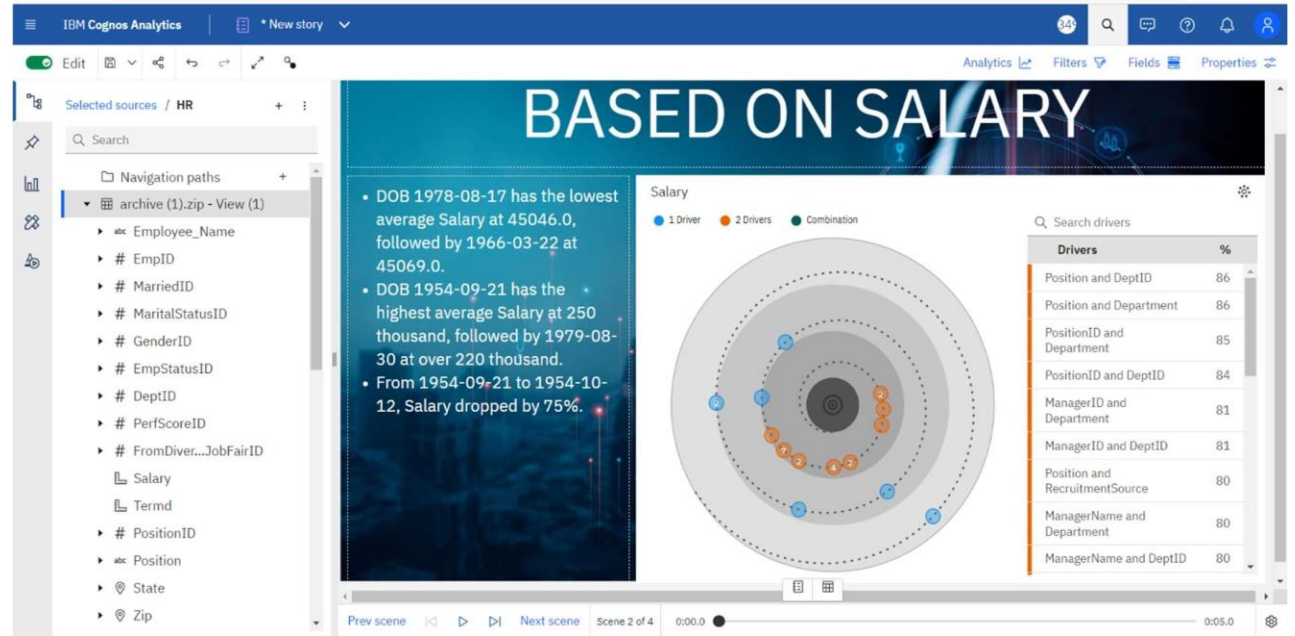 IBM Cognos Analytics
* New story
Edit
Analytics
Filters
Fields
Properties
Selected sources / HR
Search
Navigation paths
archive (1).zip - View (1)
abc Employee_Name
# EmpID
# MarriedID
# MaritalStatusID
# GenderID
# EmpStatusID
# DeptID
# PerfScoreID
# FromDiver...JobFairID
Salary
Termd
# PositionID
abc Position
State
Zip
BASED ON SALARY
• DOB 1978-08-17 has the lowest
average Salary at 45046.0,
followed by 1966-03-22 at
45069.0.
• DOB 1954-09-21 has the
highest average Salary at 250
thousand, followed by 1979-08-
30 at over 220 thousand.
• From 1954-09-21 to 1954-10-
12, Salary dropped by 75%.
Salary
1 Driver
2 Drivers
Combination
Search drivers
Drivers %
Position and DeptID 86
Position and Department 86
PositionID and
Department 85
PositionID and DeptID 84
ManagerID and
Department 81
ManagerID and DeptID 81
Position and
RecruitmentSource 80
ManagerName and
Department 80
ManagerName and DeptID 80
Prev scene
Next scene
Scene 2 of 4
0:00.0
0:05.0